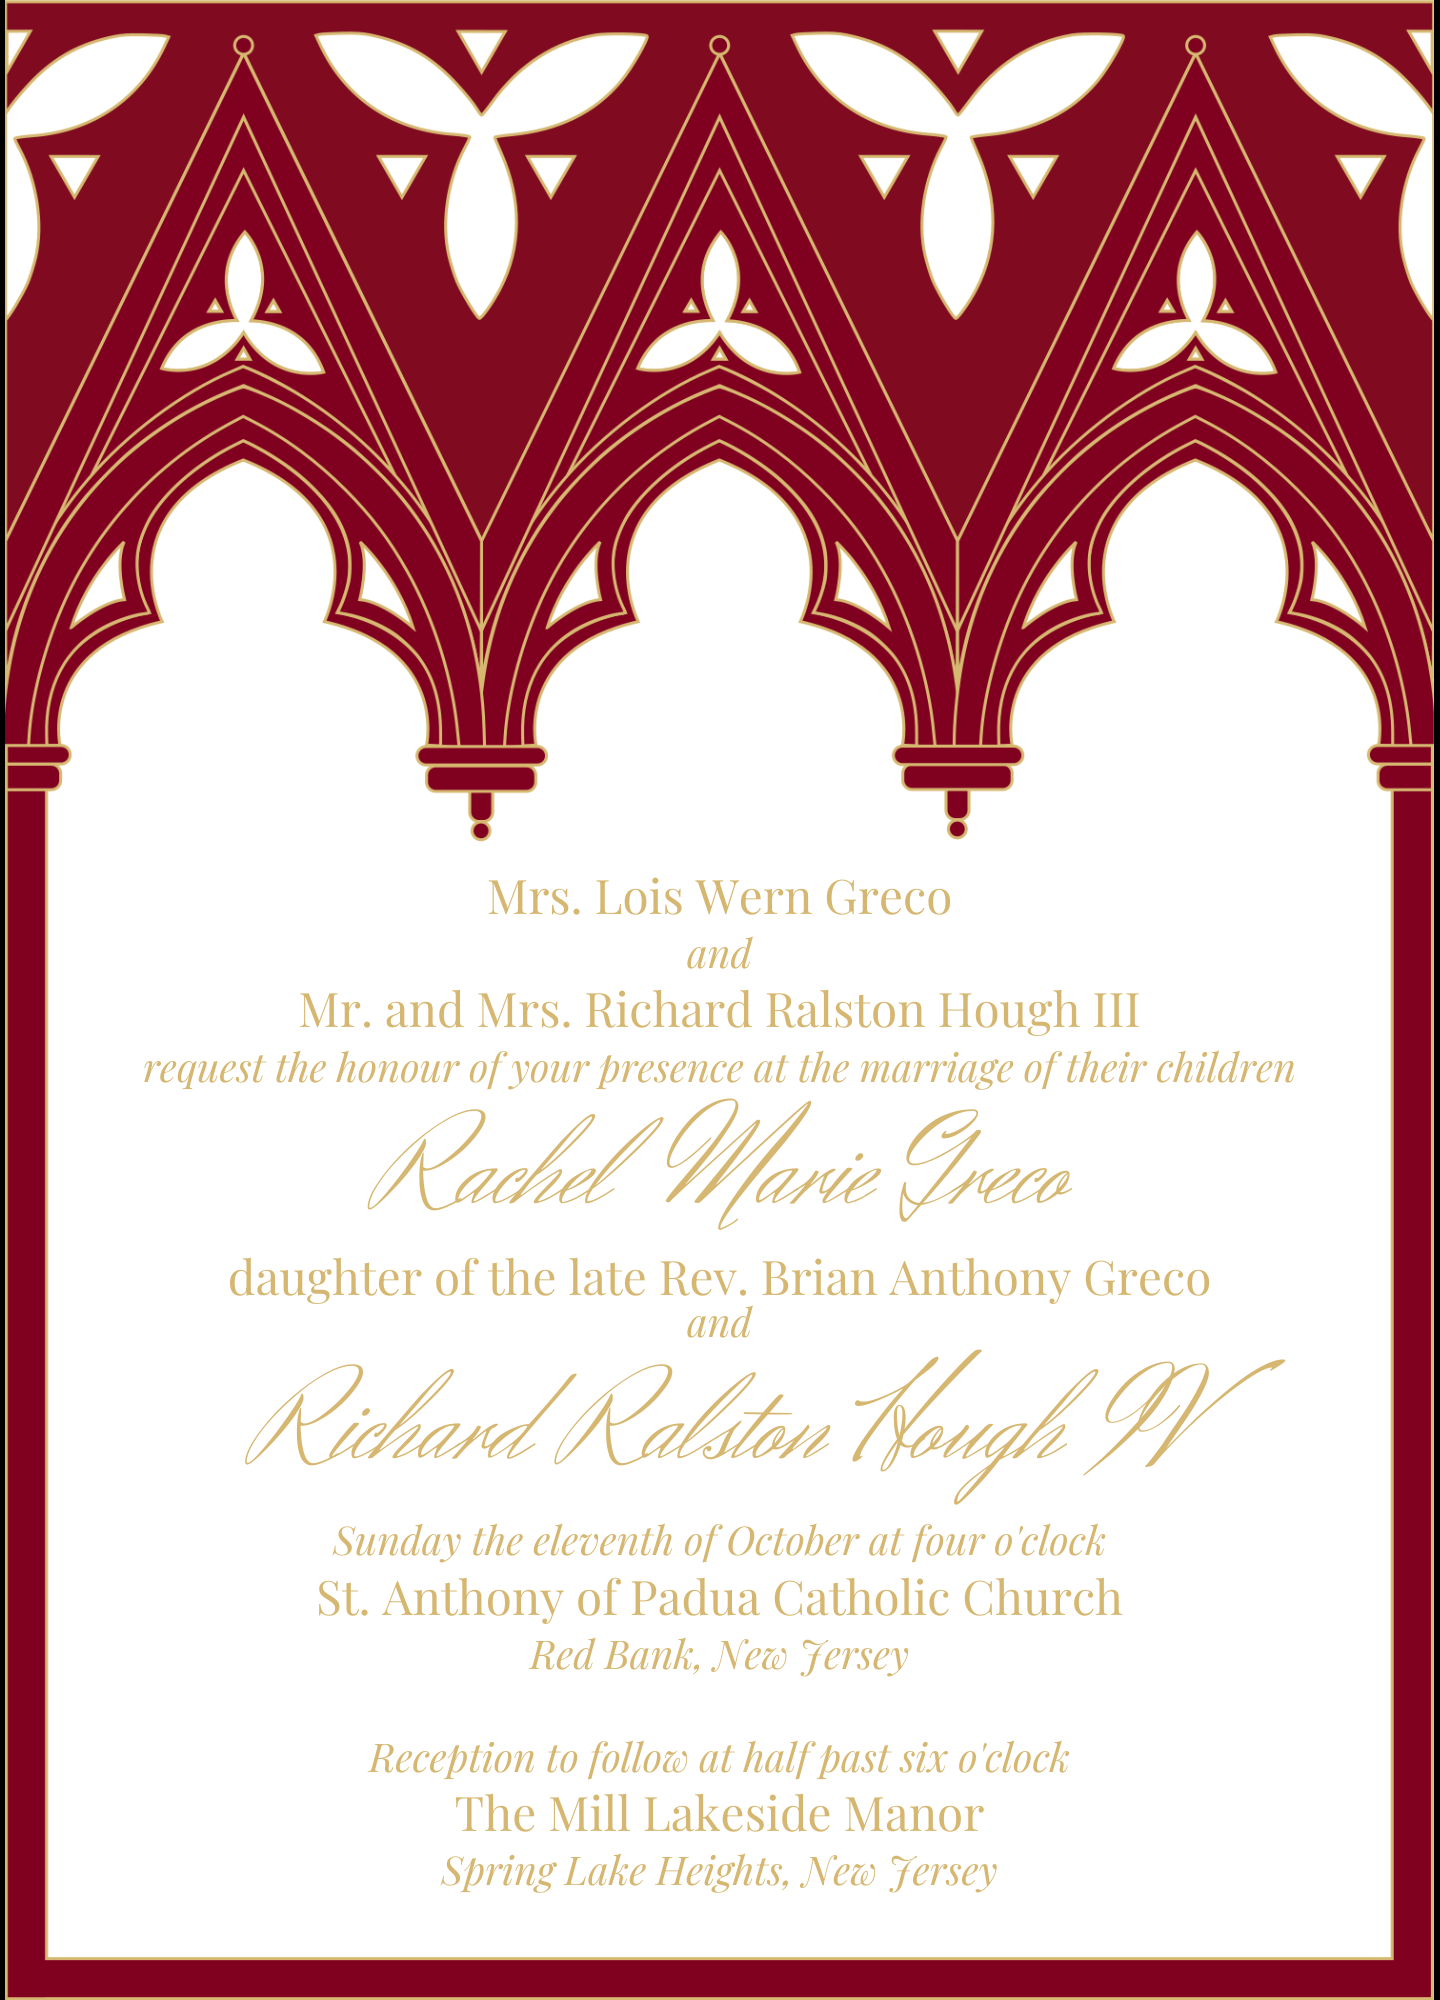 Mrs. Lois Wern Greco
and
Mr. and Mrs. Richard Ralston Hough III
request the honour of your presence at the marriage of their children
Rachel Marie Greco
daughter of the late Rev. Brian Anthony Greco
and
Richard Ralston Hough IV
Sunday the eleventh of October at four o'clock
St. Anthony of Padua Catholic Church
Red Bank, New Jersey
Reception to follow at half past six o'clock
The Mill Lakeside Manor
Spring Lake Heights, New Jersey